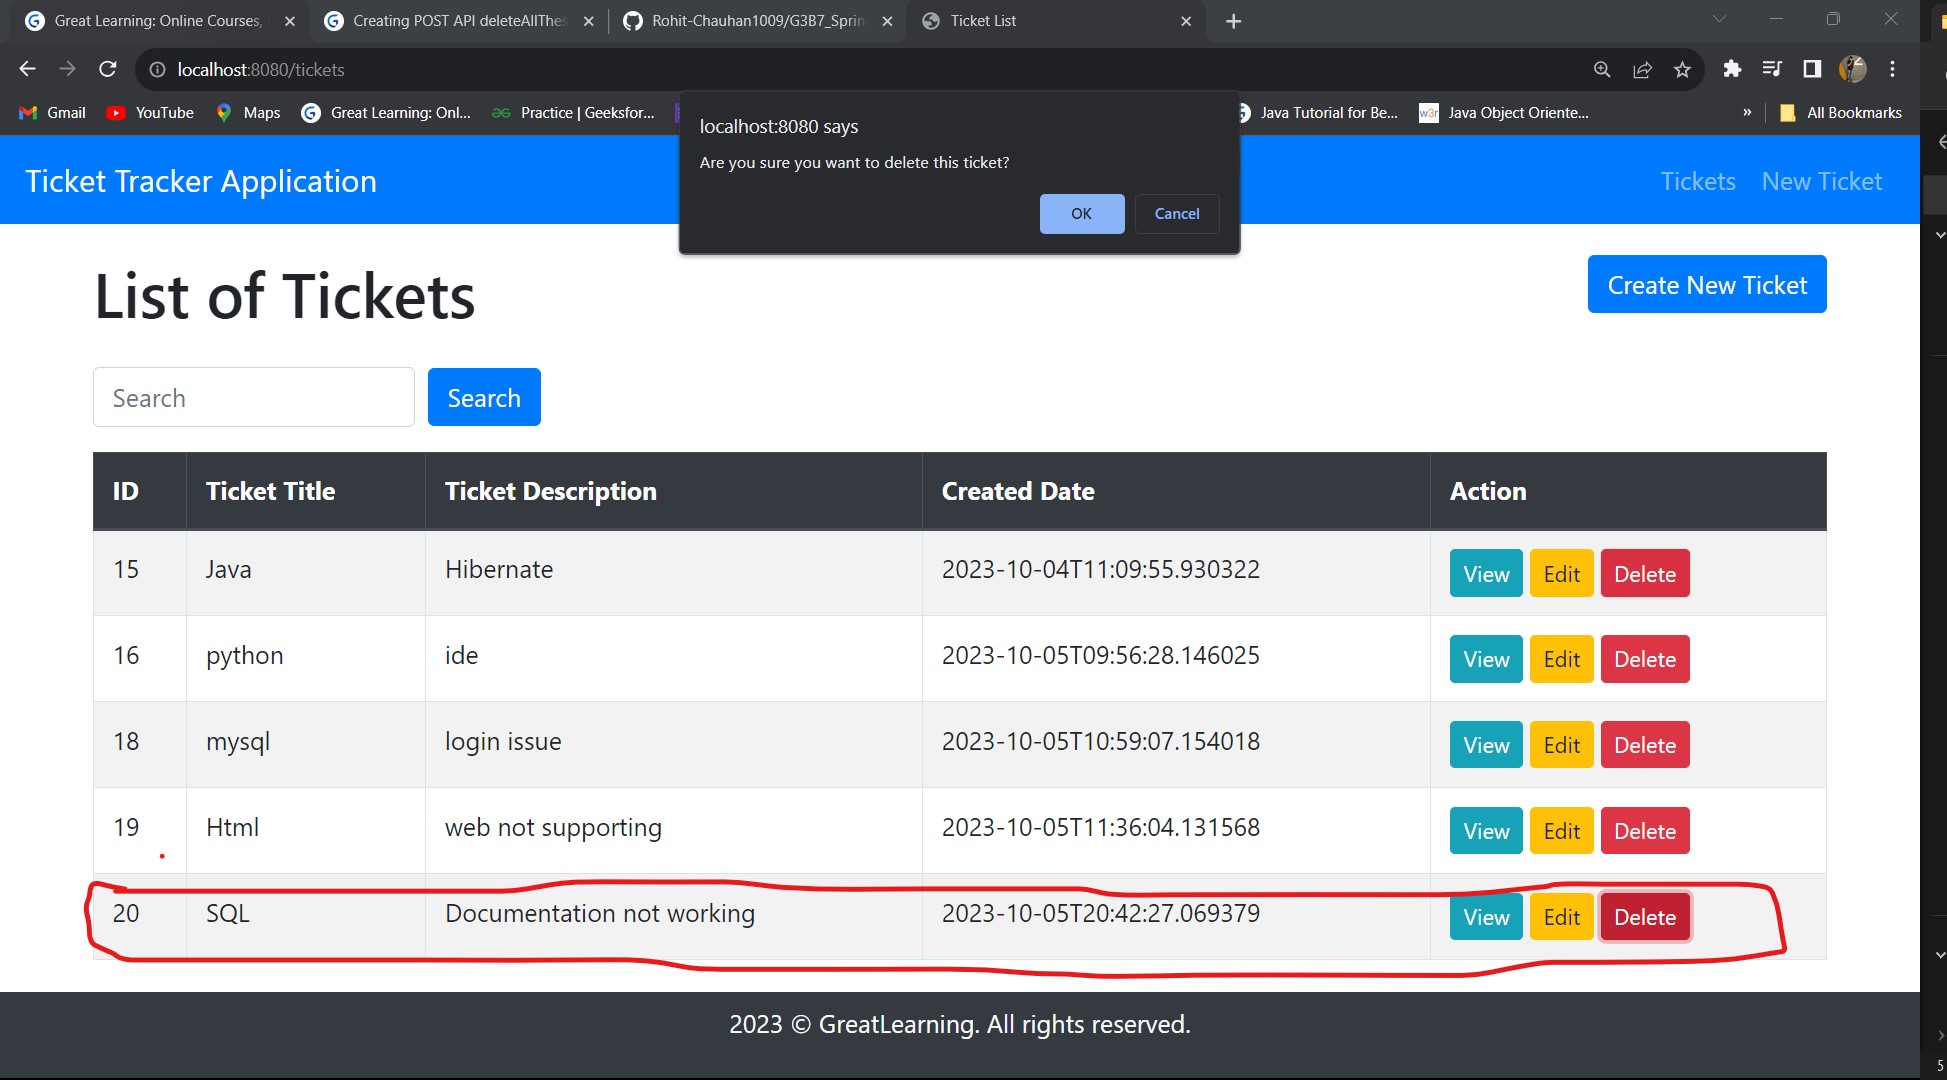 Great Learning: Online Courses,
Creating POST API deleteAllThes
Rohit-Chauhan1009/G3B7_Sprin
Ticket List
localhost:8080/tickets
Gmail
YouTube
Maps
Great Learning: Onl...
Practice | Geeksfor...
Java Tutorial for Be...
w3r
Java Object Oriente...
»
All Bookmarks
localhost:8080 says
Are you sure you want to delete this ticket?
OK Cancel
Ticket Tracker Application
Tickets New Ticket
List of Tickets
Create New Ticket
Search Search
ID Ticket Title Ticket Description Created Date Action
15 Java Hibernate 2023-10-04T11:09:55.930322 View Edit Delete
16 python ide 2023-10-05T09:56:28.146025 View Edit Delete
18 mysql login issue 2023-10-05T10:59:07.154018 View Edit Delete
19 Html web not supporting 2023-10-05T11:36:04.131568 View Edit Delete
20 SQL Documentation not working 2023-10-05T20:42:27.069379 View Edit Delete
2023 © GreatLearning. All rights reserved.
5